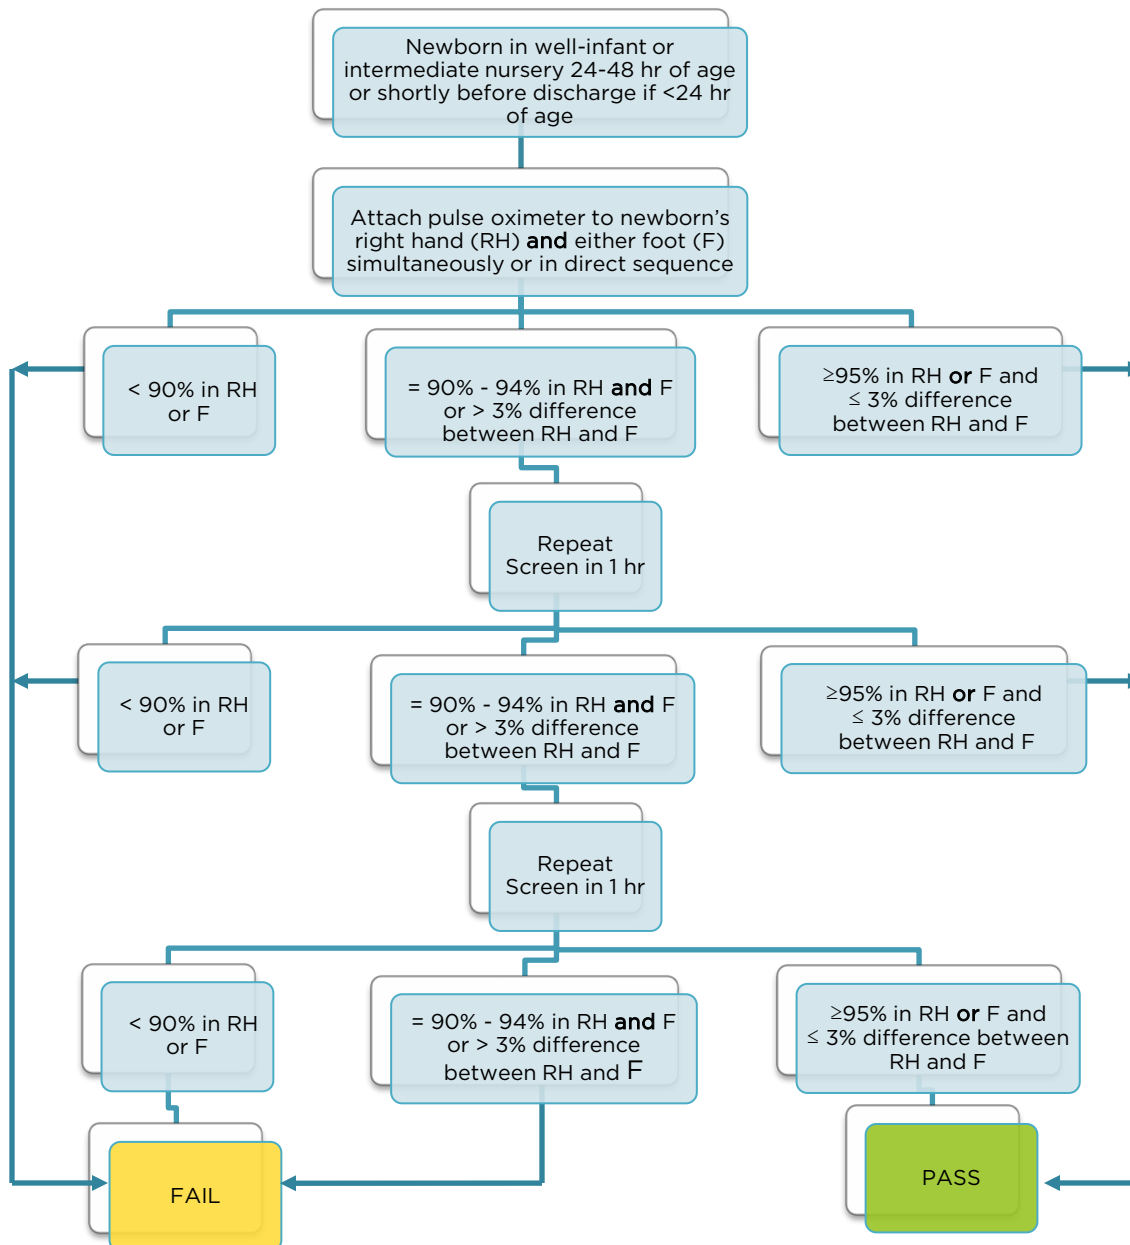 Newborn in well-infant or
intermediate nursery 24-48 hr of age
or shortly before discharge if <24 hr
of age
Attach pulse oximeter to newborn’s
right hand (RH) and either foot (F)
simultaneously or in direct sequence
< 90% in RH
or F
= 90% - 94% in RH and F
or > 3% difference
between RH and F
≥95% in RH or F and
≤ 3% difference
between RH and F
Repeat
Screen in 1 hr
< 90% in RH
or F
= 90% - 94% in RH and F
or > 3% difference
between RH and F
≥95% in RH or F and
≤ 3% difference
between RH and F
Repeat
Screen in 1 hr
< 90% in RH
or F
= 90% - 94% in RH and F
or > 3% difference
between RH and F
≥95% in RH or F and
≤ 3% difference between
RH and F
FAIL
PASS